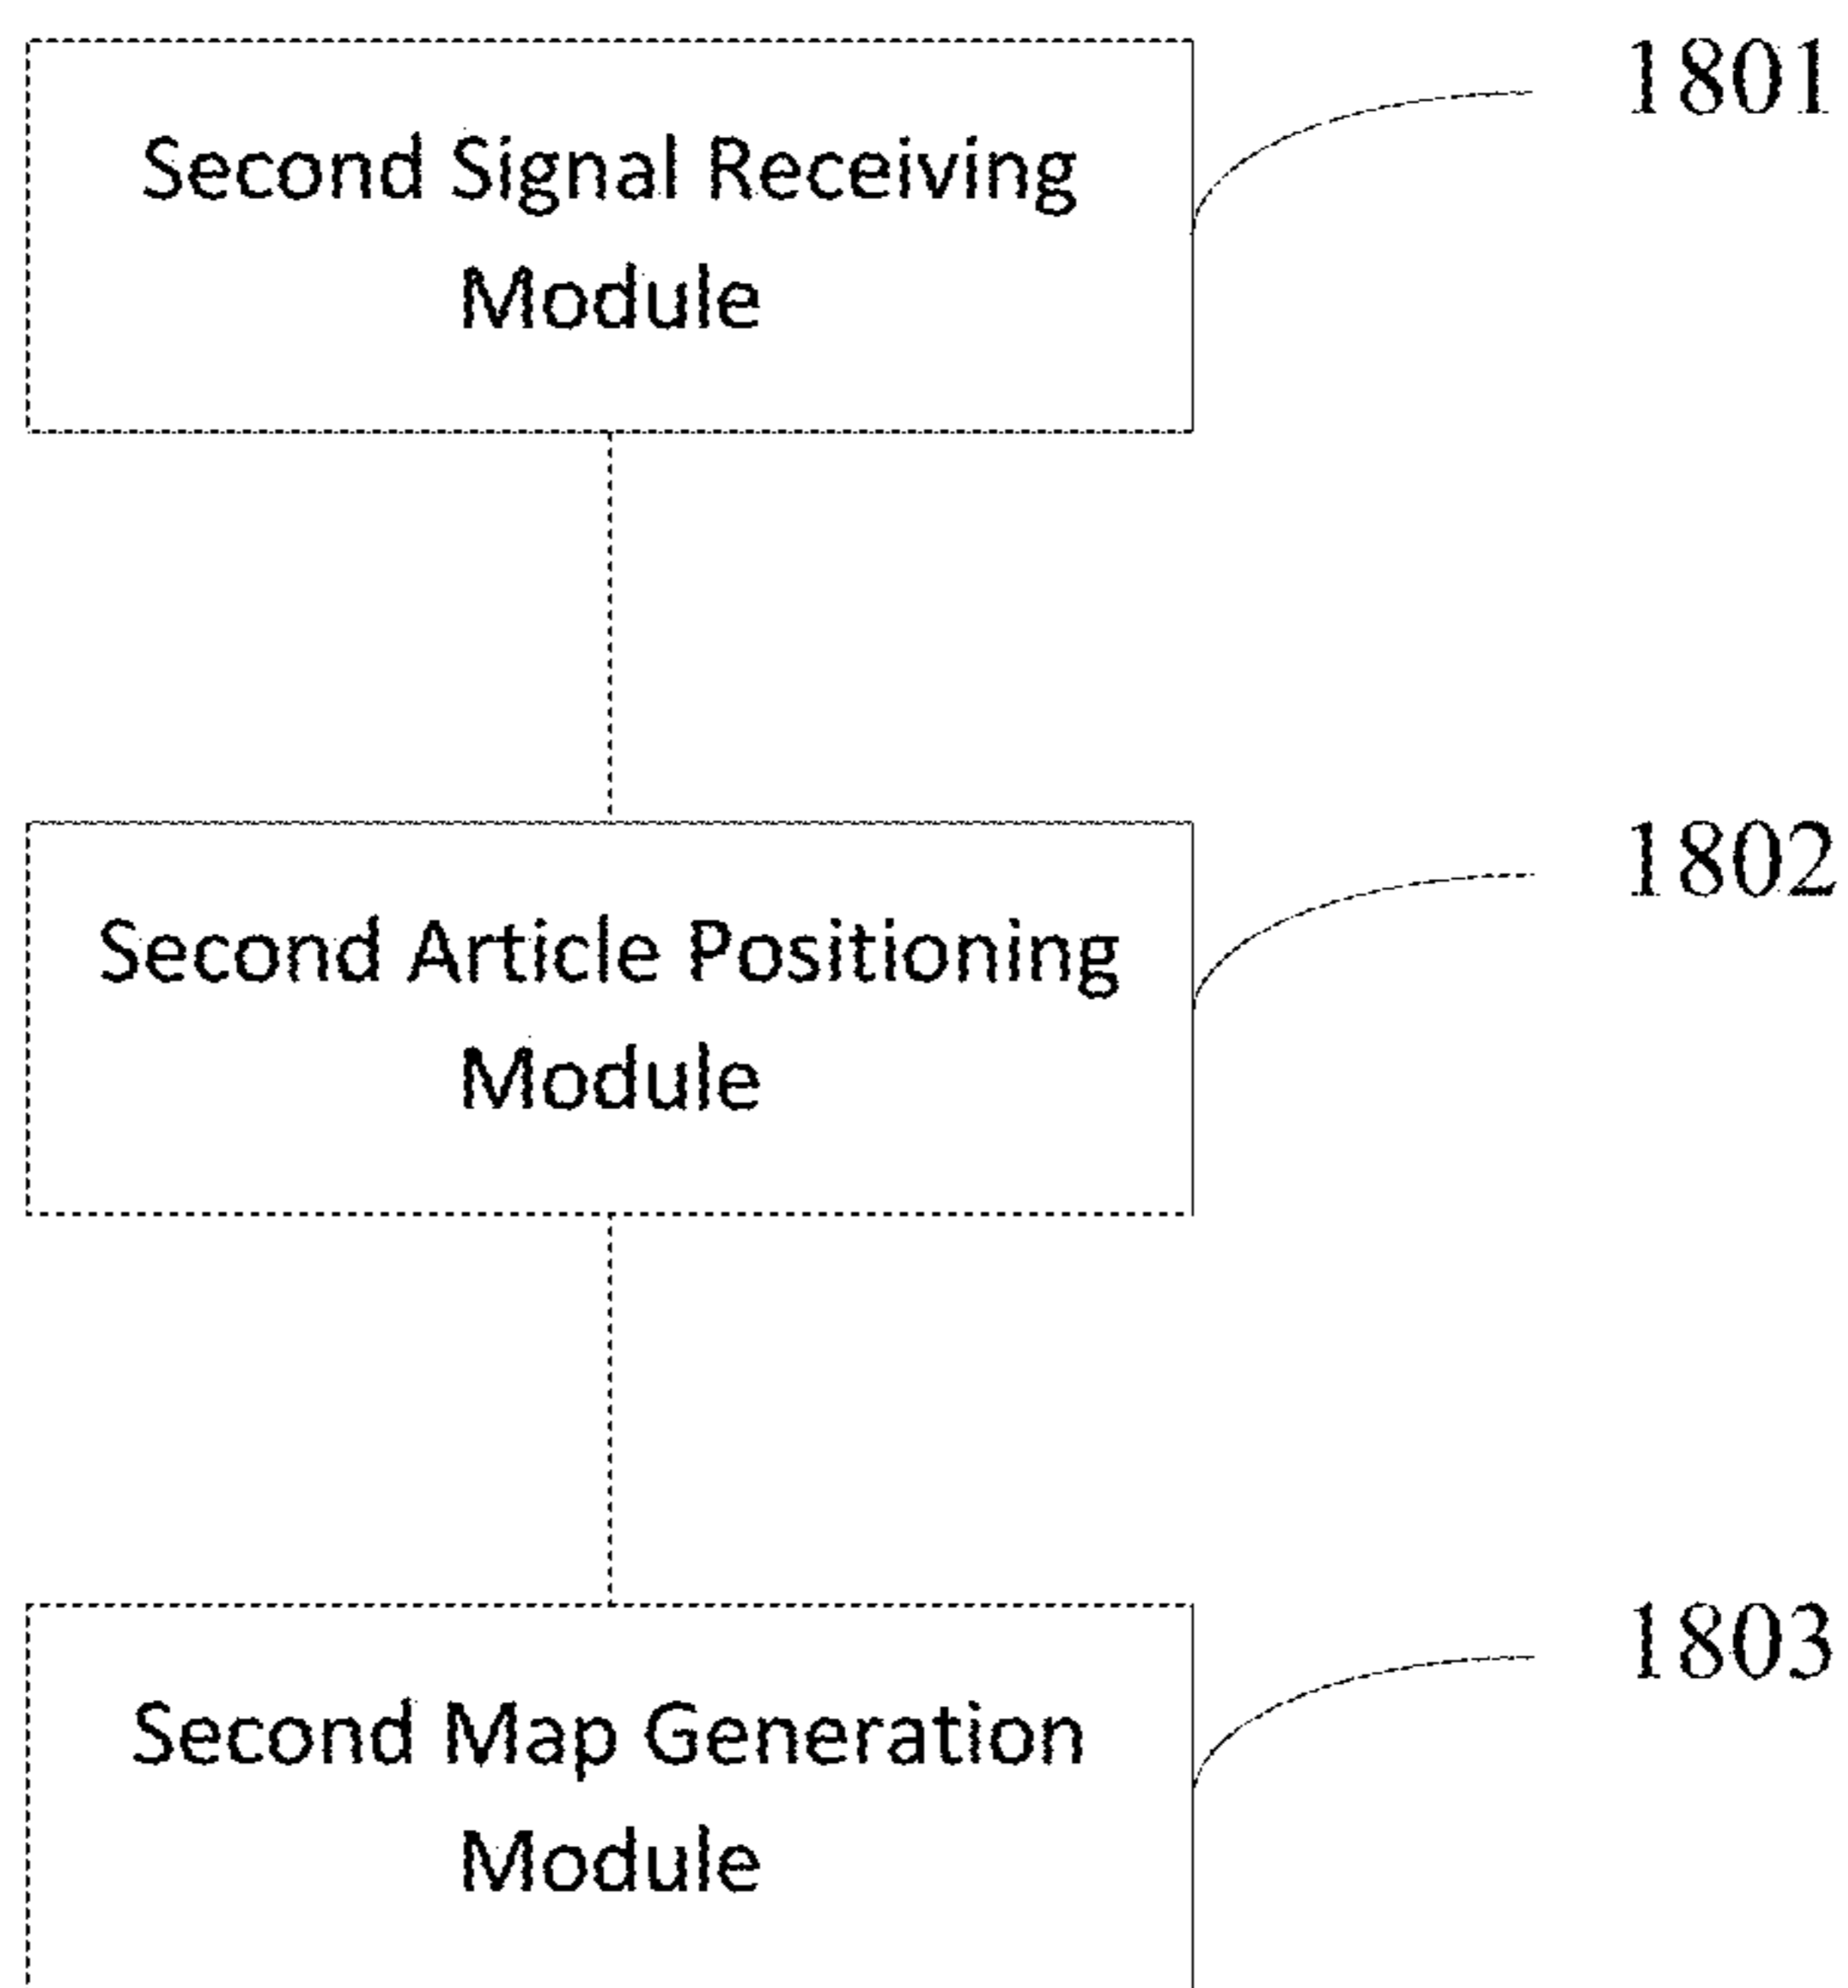 1801
Second Signal Receiving
Module
1802
Second Article Positioning
Module
1803
Second Map Generation
Module